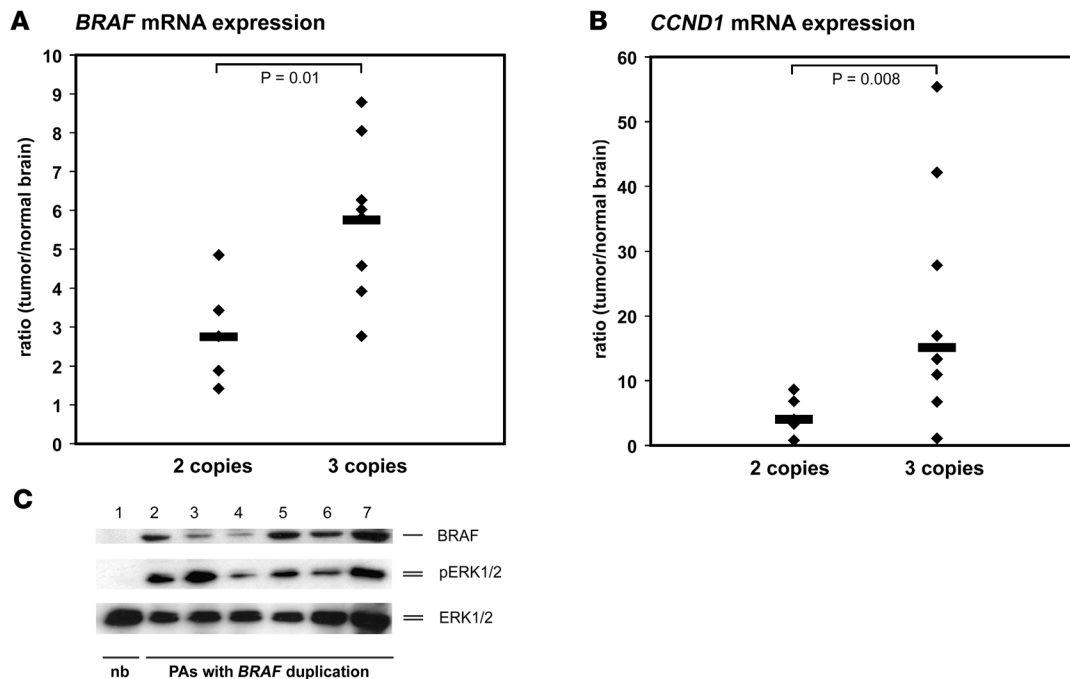 A BRAF mRNA expression
ratio (tumor/normal brain)
10
9
8
7
6
5
4
3
2
1
0
P = 0.01
2 copies 3 copies
B CCND1 mRNA expression
ratio (tumor/normal brain)
60
50
40
30
20
10
0
P = 0.008
2 copies 3 copies
C
1 2 3 4 5 6 7
BRAF
pERK1/2
ERK1/2
nb PAs with BRAF duplication